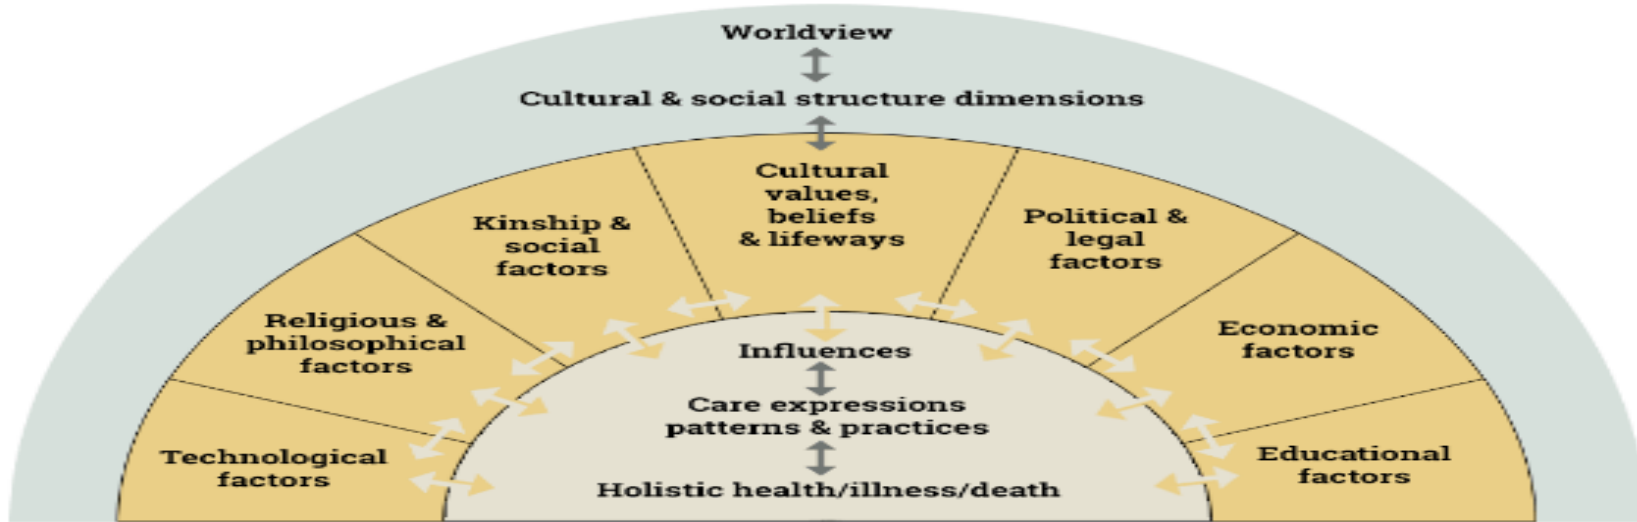 Worldview
Cultural & social structure dimensions
Cultural
values,
beliefs
& lifeways
Kinship &
social
factors
Political &
legal
factors
Religious &
philosophical
factors
Economic
factors
Technological
factors
Educational
factors
Influences
Care expressions
patterns & practices
Holistic health/illness/death